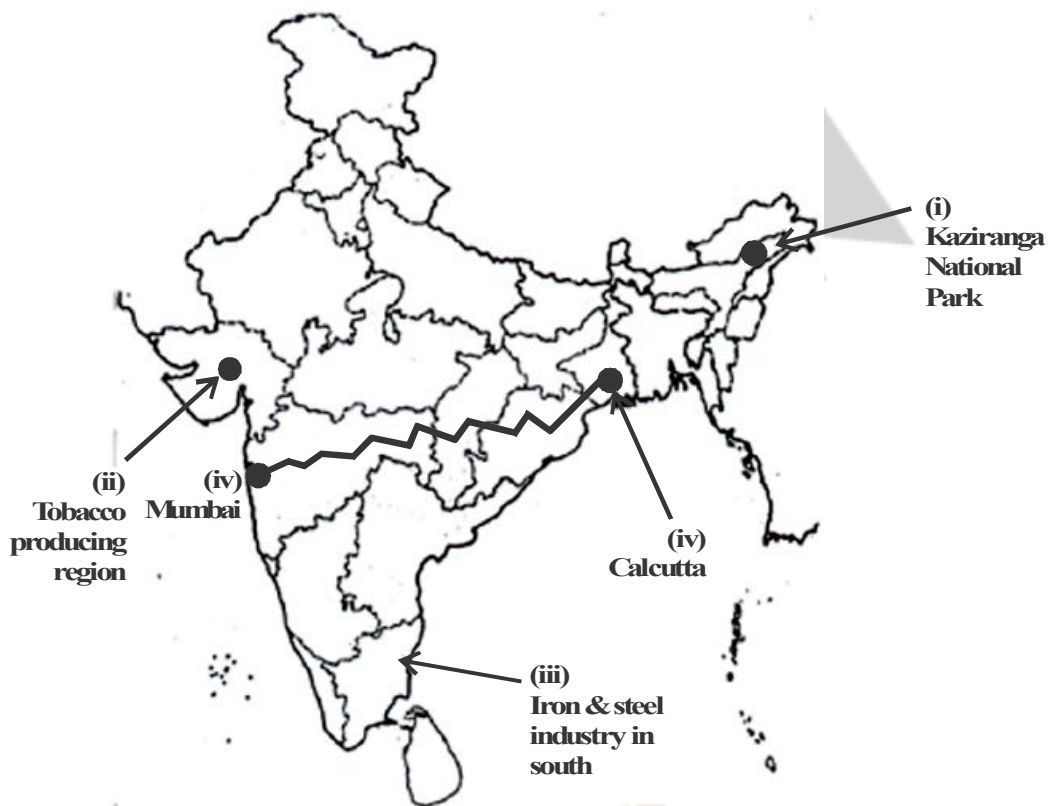 (i)
Kaziranga
National
Park
(ii)
Tobacco
producing
region
(iv)
Mumbai
(iv)
Calcutta
(iii)
Iron & steel
industry in
south